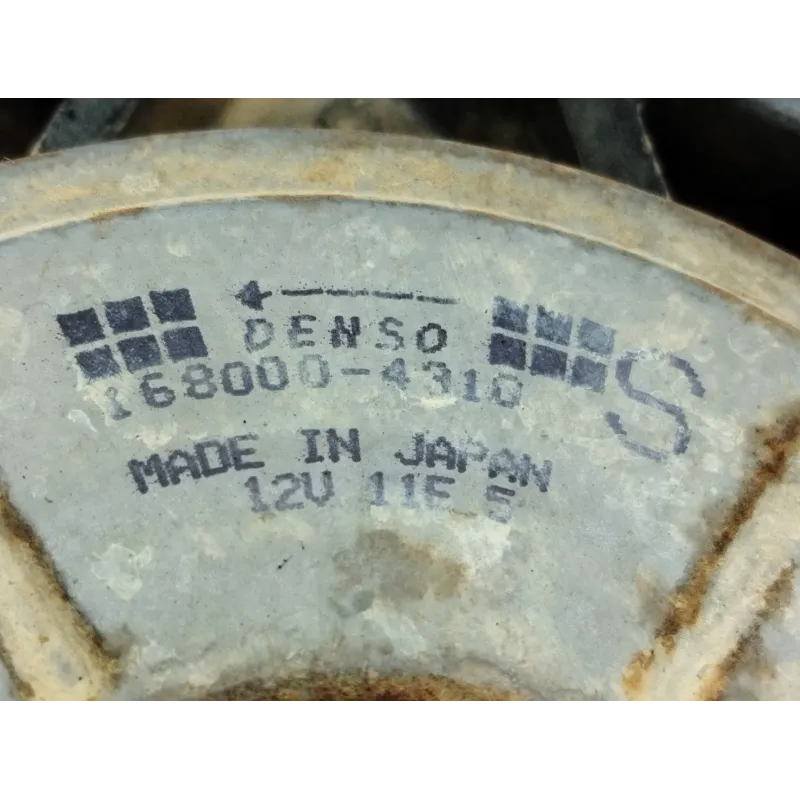 DENSO
168000-4310
S
MADE IN JAPAN
12V 11E 5